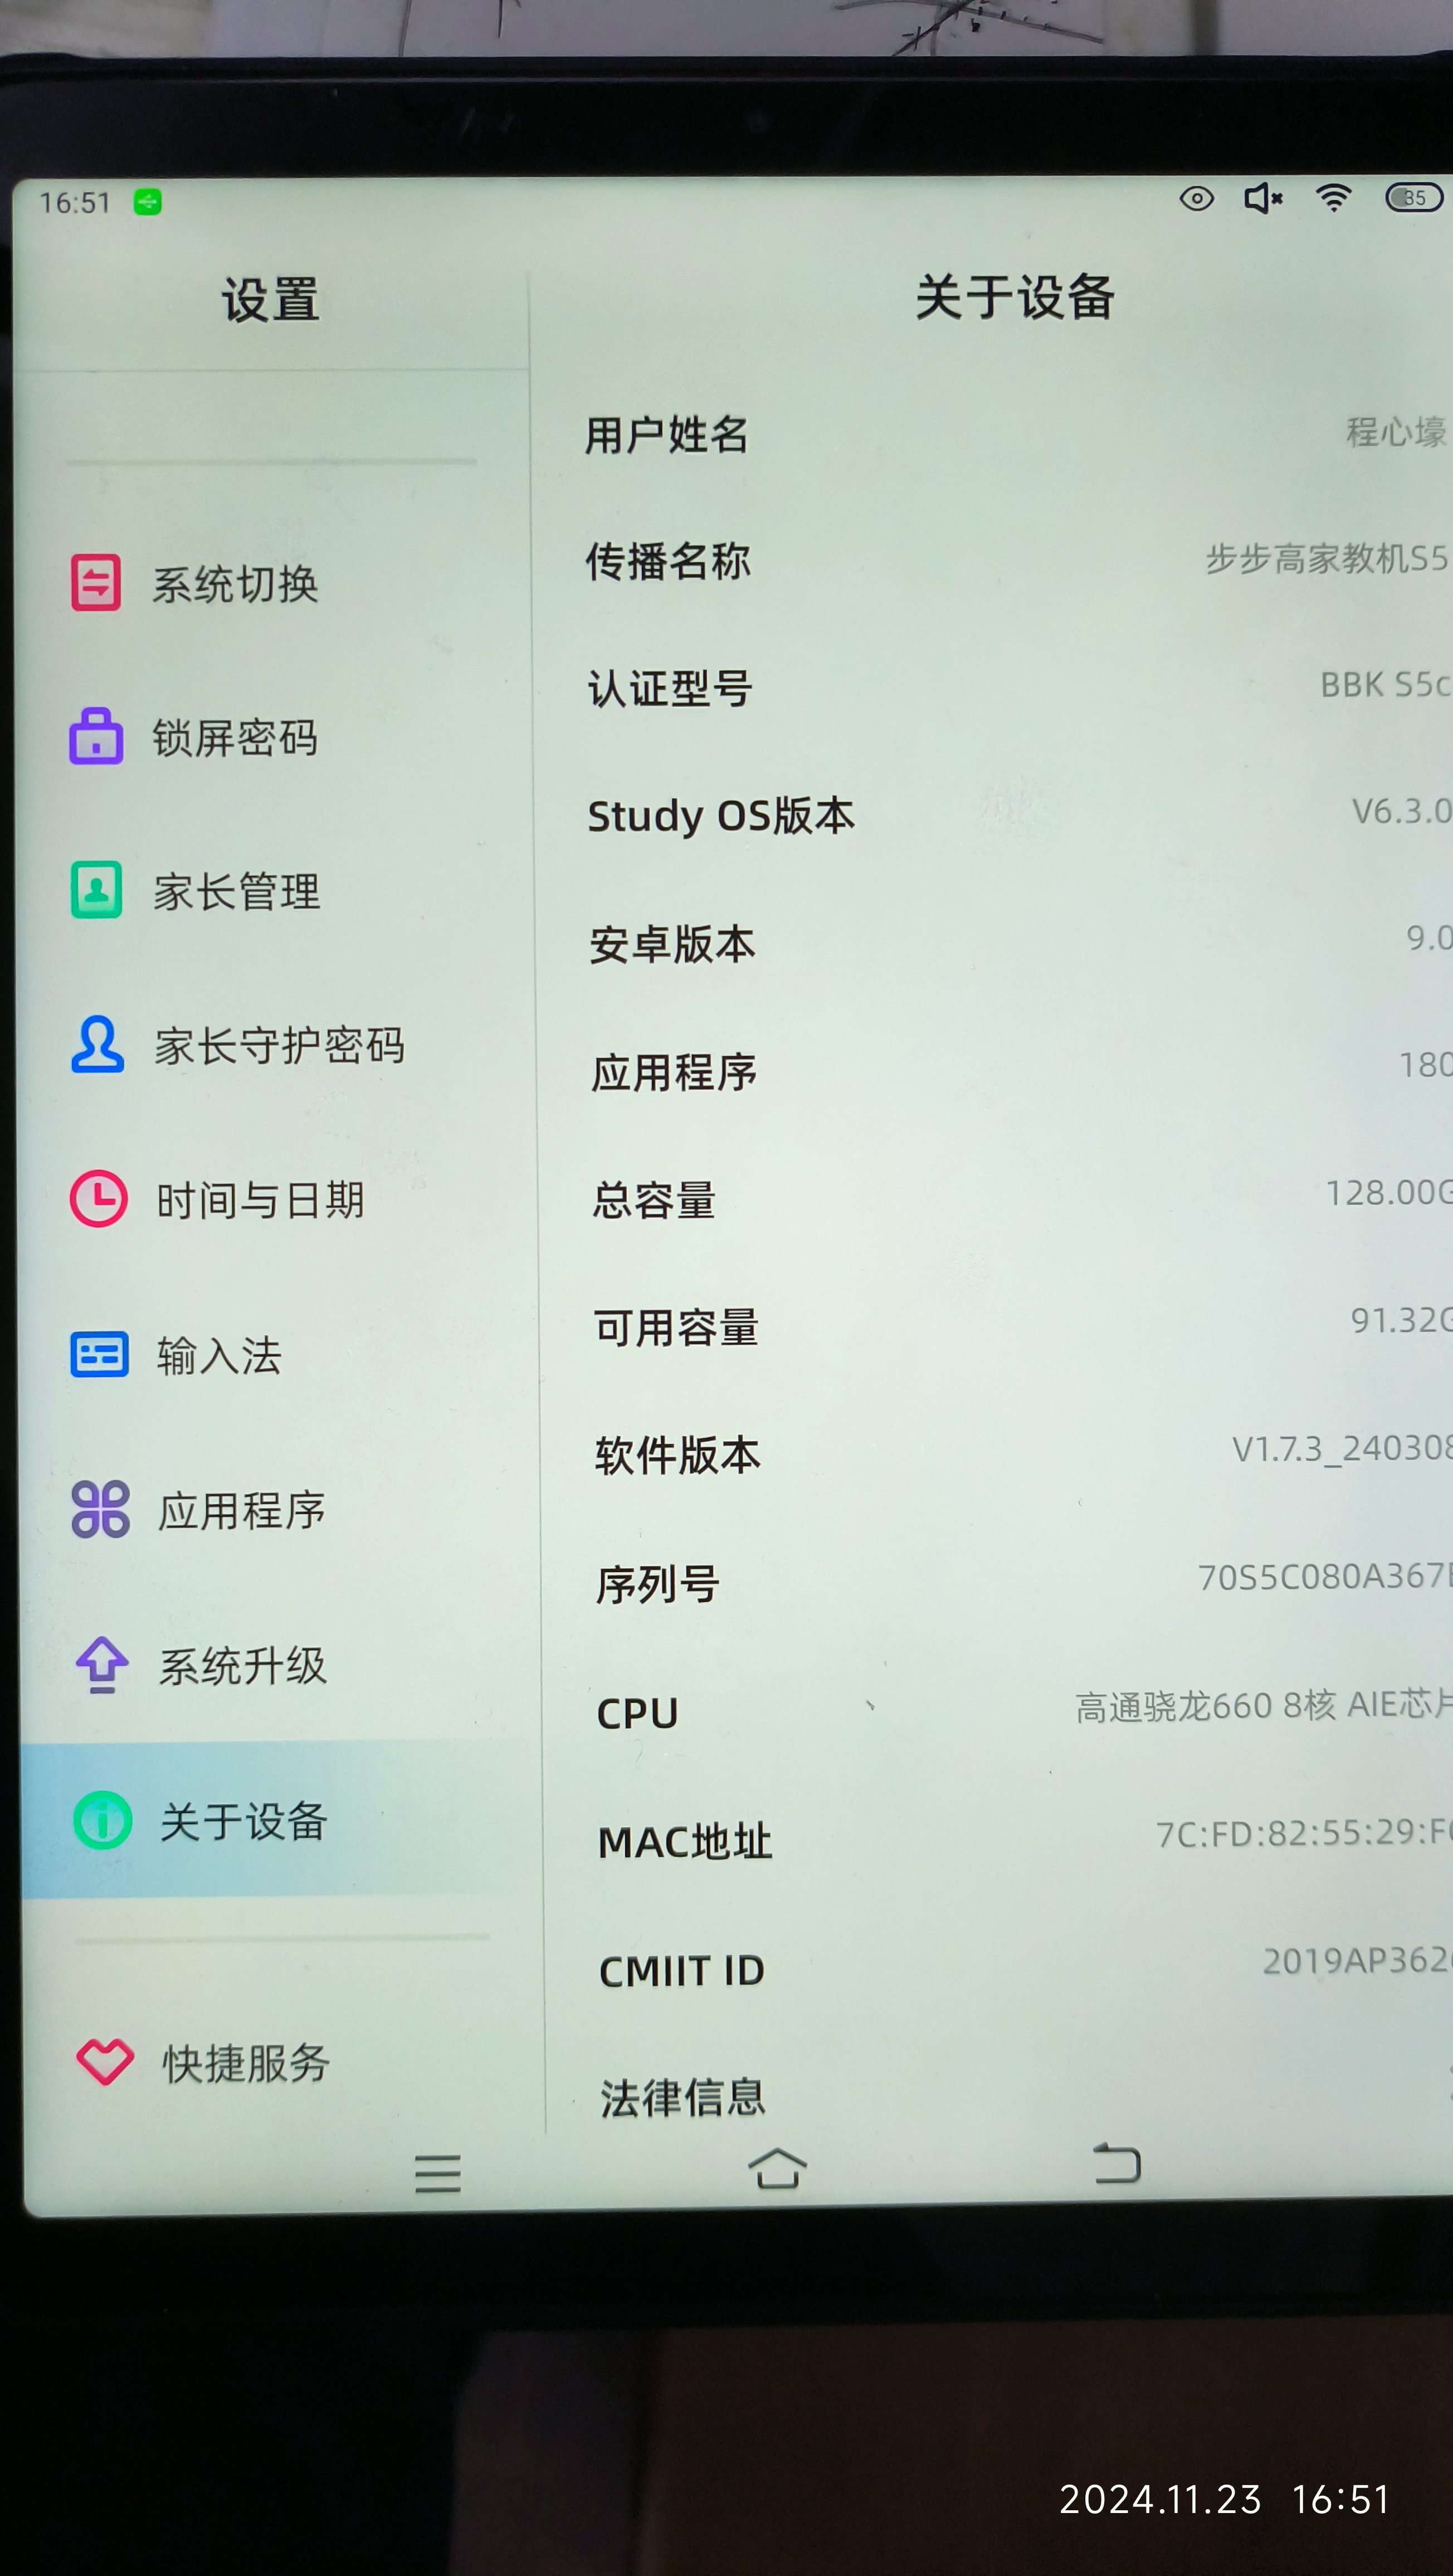 16:51
35
设置
关于设备
用户姓名
程心壕
传播名称
步步高家教机S5
系统切换
认证型号
BBK S5c
锁屏密码
Study OS版本
V6.3.0
家长管理
安卓版本
9.0
家长守护密码
应用程序
180
时间与日期
总容量
128.00G
输入法
可用容量
91.32G
应用程序
软件版本
V1.7.3_240308
序列号
70S5C080A367
系统升级
CPU
高通骁龙660 8核 AIE芯片
关于设备
MAC地址
7C:FD:82:55:29:F
CMIIT ID
2019AP362
快捷服务
法律信息
2024.11.23 16:51